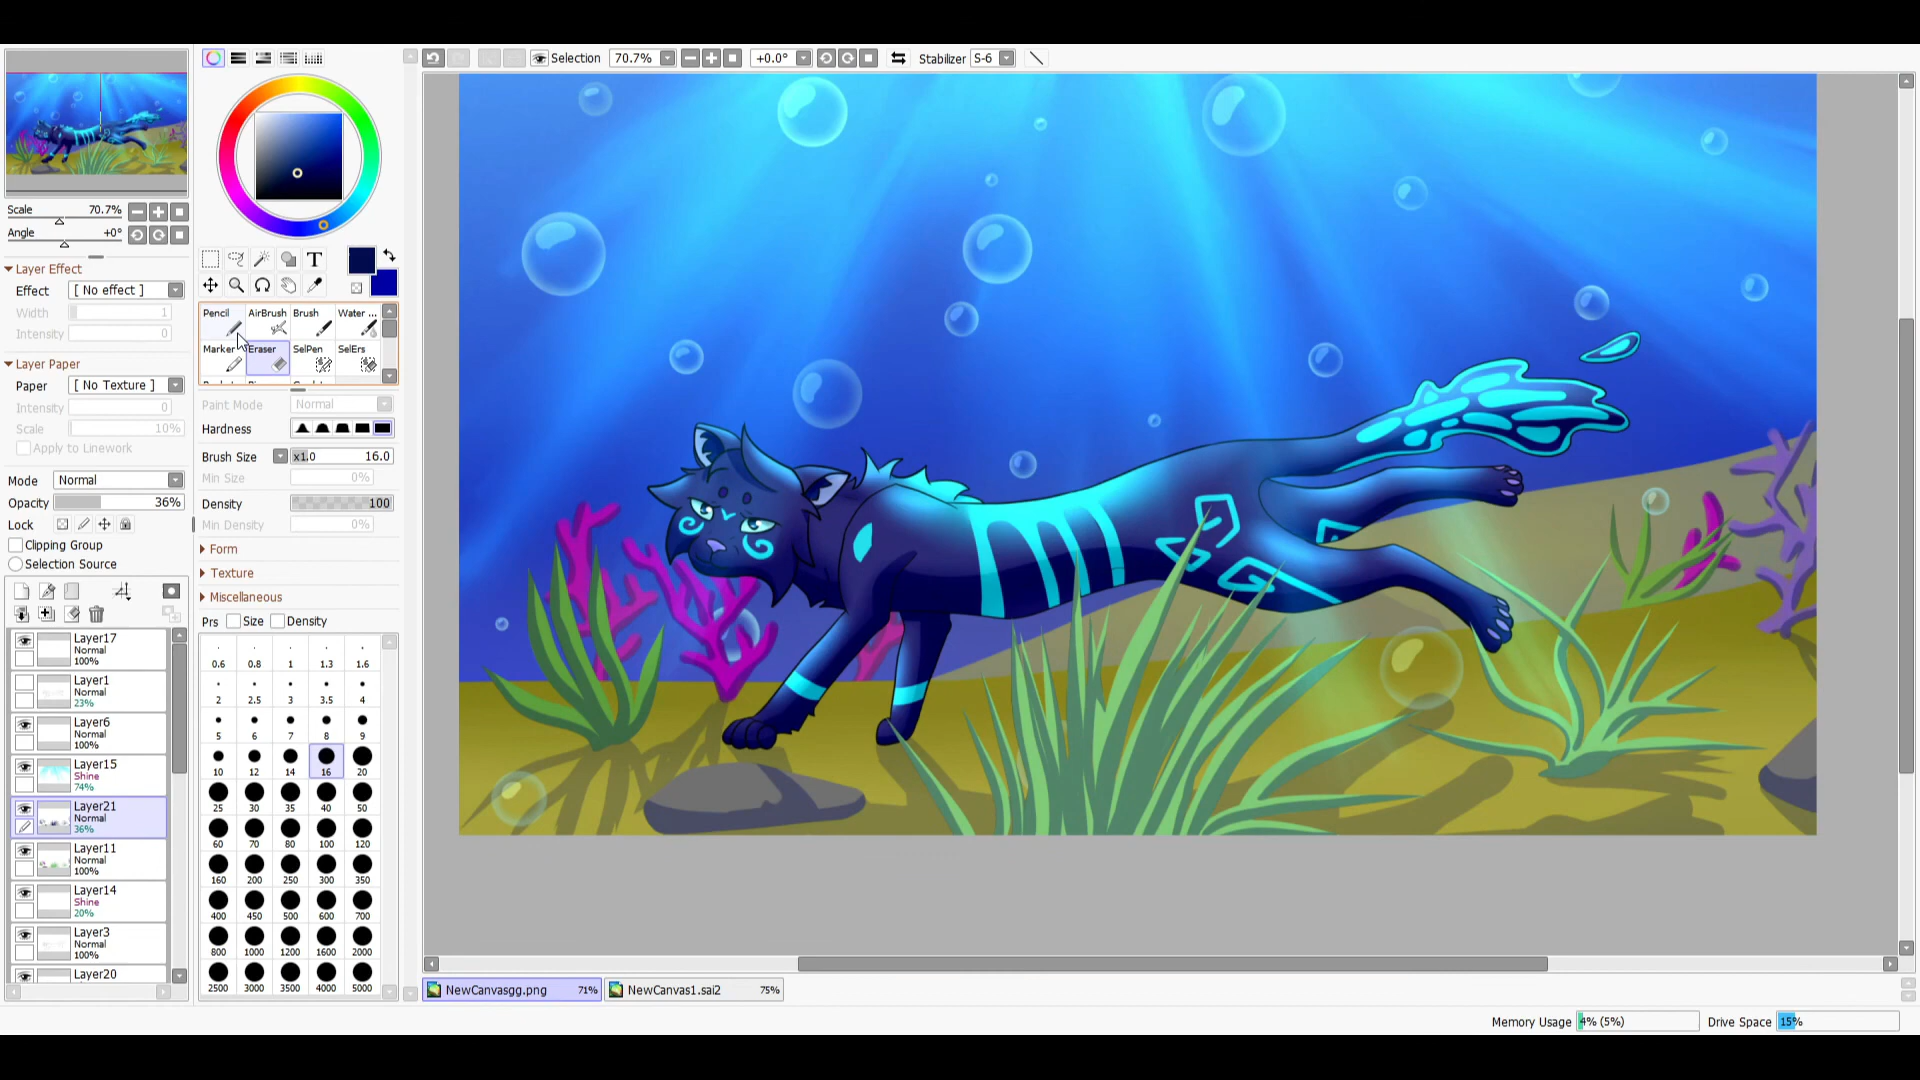 Selection 70.7% +0.0° Stabilizer S-6
Scale 70.7%
Angle +0°
Layer Effect
Effect [ No effect ]
Width 1
Intensity 0
Layer Paper
Paper [ No Texture ]
Intensity 0
Scale 10%
Apply to Linework
Mode Normal
Opacity 36%
Lock
Clipping Group
Selection Source
Layer17
Normal
100%
Layer1
Normal
23%
Layer6
Normal
100%
Layer15
Shine
74%
Layer21
Normal
36%
Layer11
Normal
100%
Layer14
Shine
20%
Layer3
Normal
100%
Layer20
T
Pencil AirBrush Brush Water ...
Marker Eraser SelPen SelErs
Paint Mode Normal
Hardness
Brush Size x1.0 16.0
Min Size 0%
Density 100
Min Density 0%
Form
Texture
Miscellaneous
Prs Size Density
0.6 0.8 1 1.3 1.6
2 2.5 3 3.5 4
5 6 7 8 9
10 12 14 16 20
25 30 35 40 50
60 70 80 100 120
160 200 250 300 350
400 450 500 600 700
800 1000 1200 1600 2000
2500 3000 3500 4000 5000
NewCanvasgg.png 71% NewCanvas1.sai2 75%
Memory Usage 4% (5%) Drive Space 15%